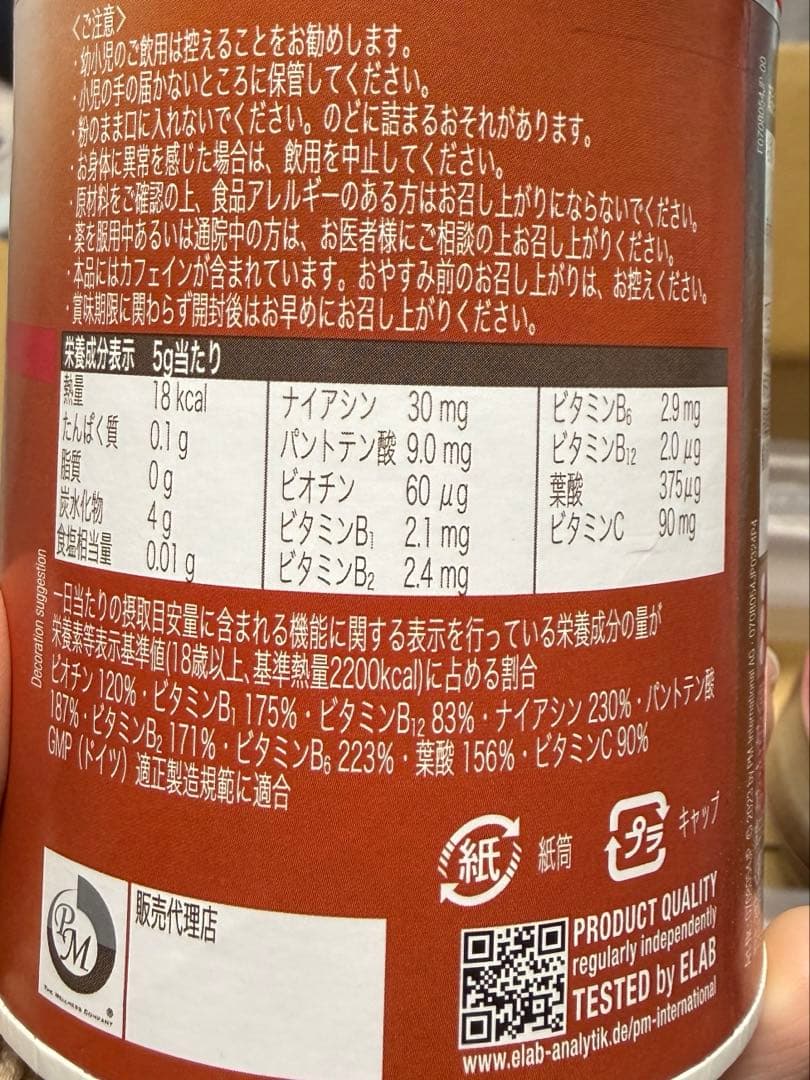 〈ご注意〉
・幼小児のご飲用は控えることをお勧めします。
・小児の手の届かないところに保管してください。
・粉のまま口に入れないでください。のどに詰まるおそれがあります。
・お身体に異常を感じた場合は、飲用を中止してください。
・原材料をご確認の上、食品アレルギーのある方はお召し上がりにならないでください。
・薬を服用中あるいは通院中の方は、お医者様にご相談の上お召し上がりください。
・本品にはカフェインが含まれています。おやすみ前のお召し上がりは、お控えください。
・賞味期限に関わらず開封後はお早めにお召し上がりください。
栄養成分表示 5g当たり
熱量 18 kcal
たんぱく質 0.1 g
脂質 0 g
炭水化物 4 g
食塩相当量 0.01 g
ナイアシン 30 mg
パントテン酸 9.0 mg
ビオチン 60 μg
ビタミンB1 2.1 mg
ビタミンB2 2.4 mg
ビタミンB6 2.9 mg
ビタミンB12 2.0 μg
葉酸 375μg
ビタミンC 90 mg
Decoration suggestion
一日当たりの摂取目安量に含まれる機能に関する表示を行っている栄養成分の量が
栄養素等表示基準値(18歳以上、基準熱量2200kcal)に占める割合
ビオチン 120%・ビタミンB1 175%・ビタミンB12 83%・ナイアシン 230%・パントテン酸
187%・ビタミンB2 171%・ビタミンB6 223%・葉酸 156%・ビタミンC 90%
GMP（ドイツ）適正製造規範に適合
紙 紙筒
プラ キャップ
PM
THE WELLNESS COMPANY
®
販売代理店
PRODUCT QUALITY
regularly independently
TESTED by ELAB
www.elab-analytik.de/pm-international